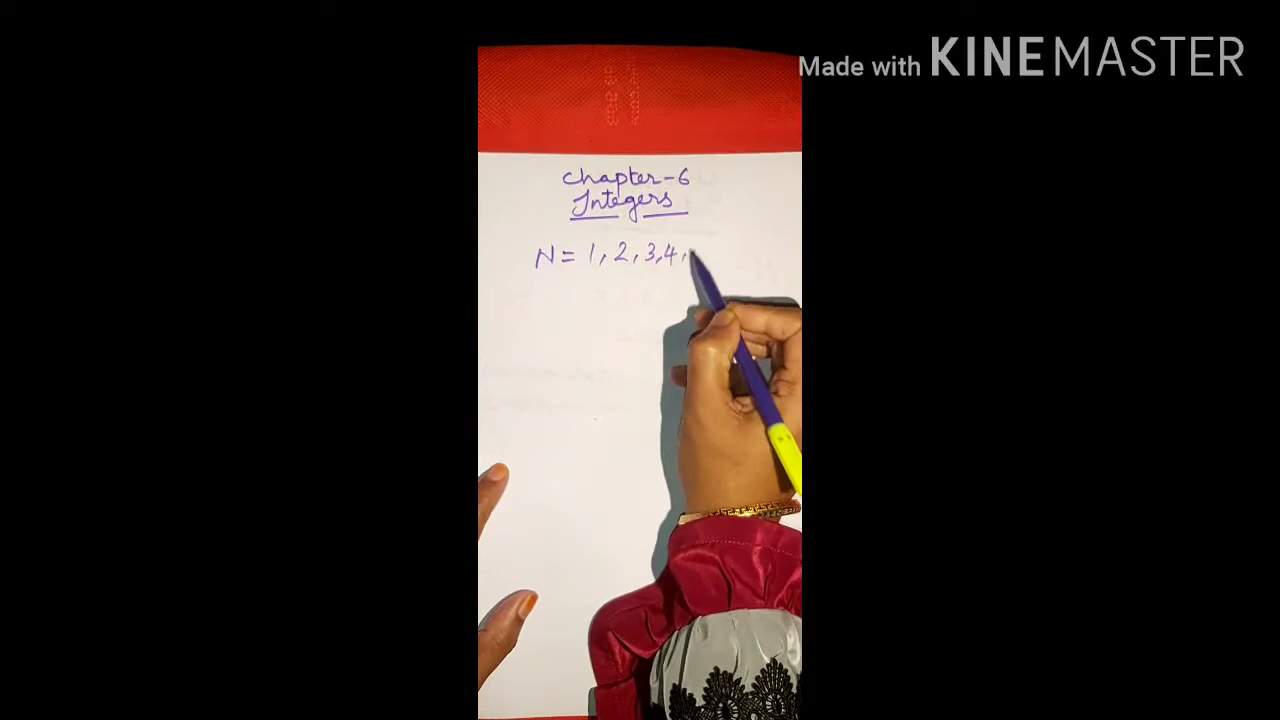 Made with KINEMASTER
Chapter-6
Integers
N = 1, 2, 3, 4,